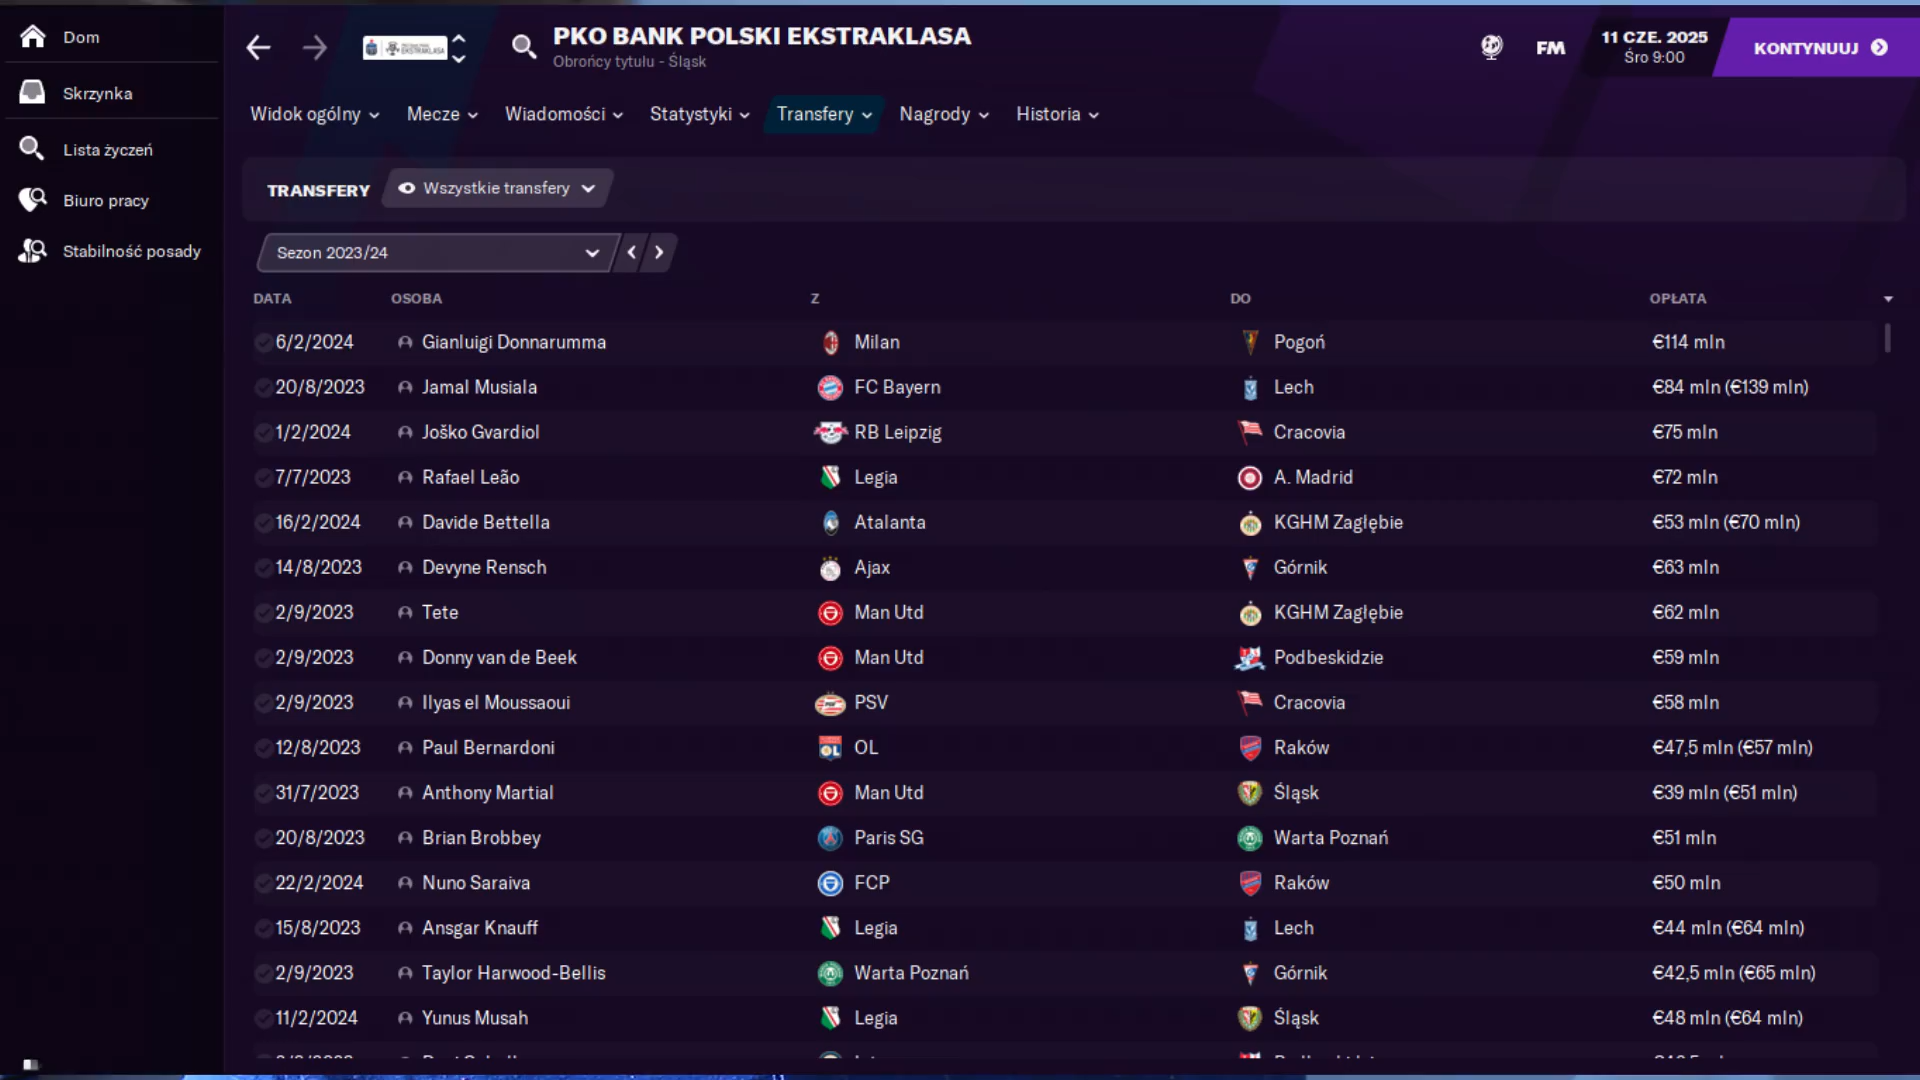 Dom
Skrzynka
Lista życzeń
Biuro pracy
Stabilność posady
PKO BANK POLSKI EKSTRAKLASA
Obrońcy tytułu - Śląsk
FM
11 CZE. 2025
Śro 9:00
KONTYNUUJ
Widok ogólny Mecze Wiadomości Statystyki Transfery Nagrody Historia
TRANSFERY Wszystkie transfery
Sezon 2023/24
DATA OSOBA Z DO OPŁATA
6/2/2024 Gianluigi Donnarumma Milan Pogoń €114 mln
20/8/2023 Jamal Musiala FC Bayern Lech €84 mln (€139 mln)
1/2/2024 Joško Gvardiol RB Leipzig Cracovia €75 mln
7/7/2023 Rafael Leão Legia A. Madrid €72 mln
16/2/2024 Davide Bettella Atalanta KGHM Zagłębie €53 mln (€70 mln)
14/8/2023 Devyne Rensch Ajax Górnik €63 mln
2/9/2023 Tete Man Utd KGHM Zagłębie €62 mln
2/9/2023 Donny van de Beek Man Utd Podbeskidzie €59 mln
2/9/2023 Ilyas el Moussaoui PSV Cracovia €58 mln
12/8/2023 Paul Bernardoni OL Raków €47,5 mln (€57 mln)
31/7/2023 Anthony Martial Man Utd Śląsk €39 mln (€51 mln)
20/8/2023 Brian Brobbey Paris SG Warta Poznań €51 mln
22/2/2024 Nuno Saraiva FCP Raków €50 mln
15/8/2023 Ansgar Knauff Legia Lech €44 mln (€64 mln)
2/9/2023 Taylor Harwood-Bellis Warta Poznań Górnik €42,5 mln (€65 mln)
11/2/2024 Yunus Musah Legia Śląsk €48 mln (€64 mln)